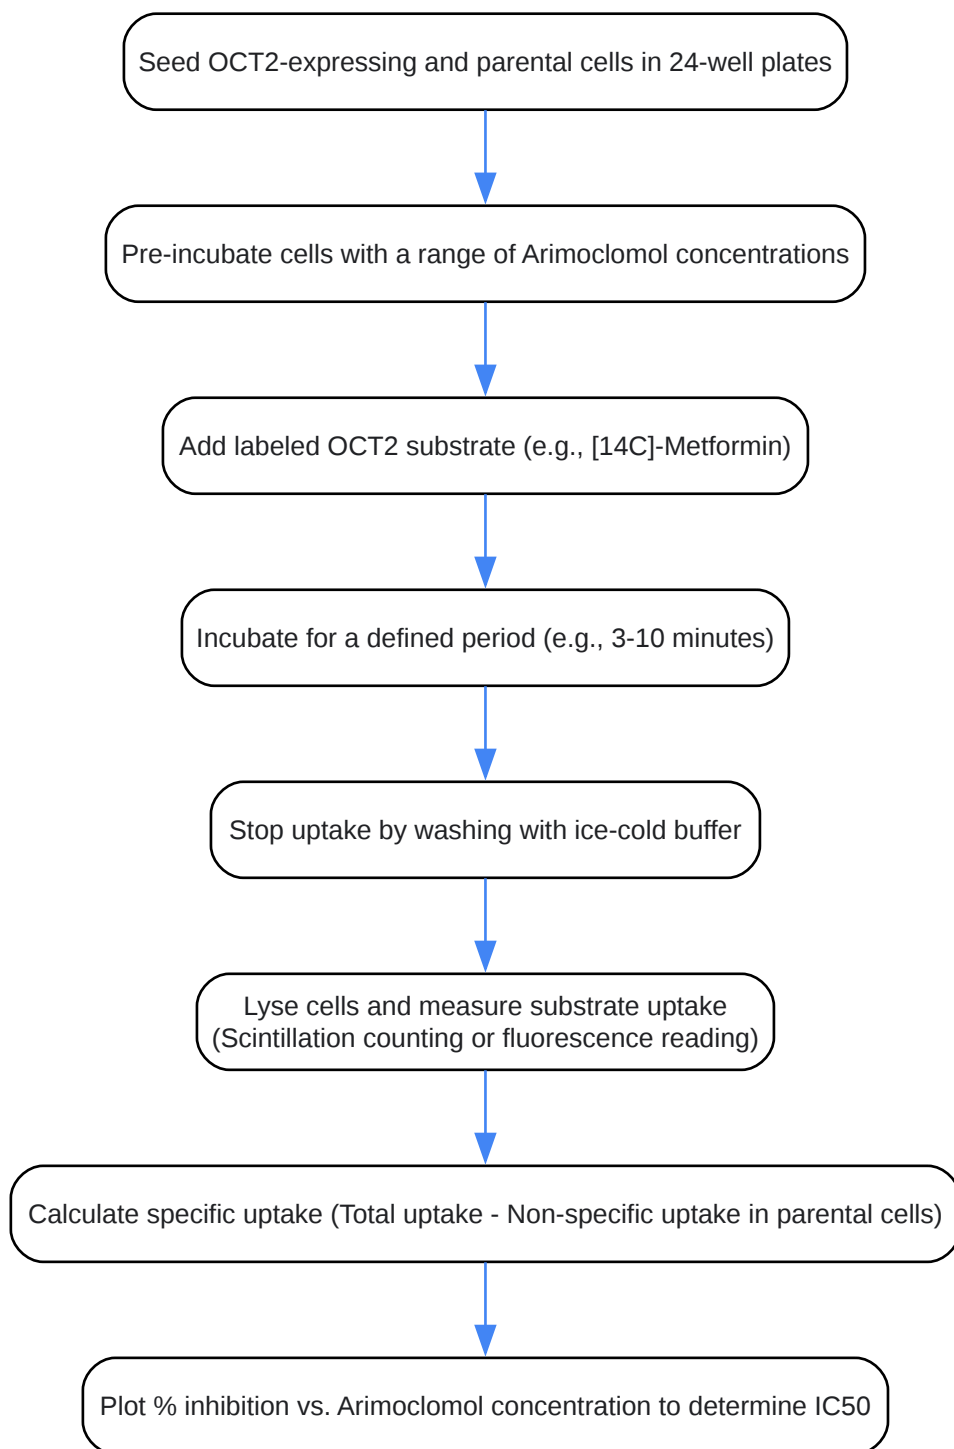 Seed OCT2-expressing and parental cells in 24-well plates
Pre-incubate cells with a range of Arimoclomol concentrations
Add labeled OCT2 substrate (e.g., [14C]-Metformin)
Incubate for a defined period (e.g., 3-10 minutes)
Stop uptake by washing with ice-cold buffer
Lyse cells and measure substrate uptake
(Scintillation counting or fluorescence reading)
Calculate specific uptake (Total uptake - Non-specific uptake in parental cells)
Plot % inhibition vs. Arimoclomol concentration to determine IC50